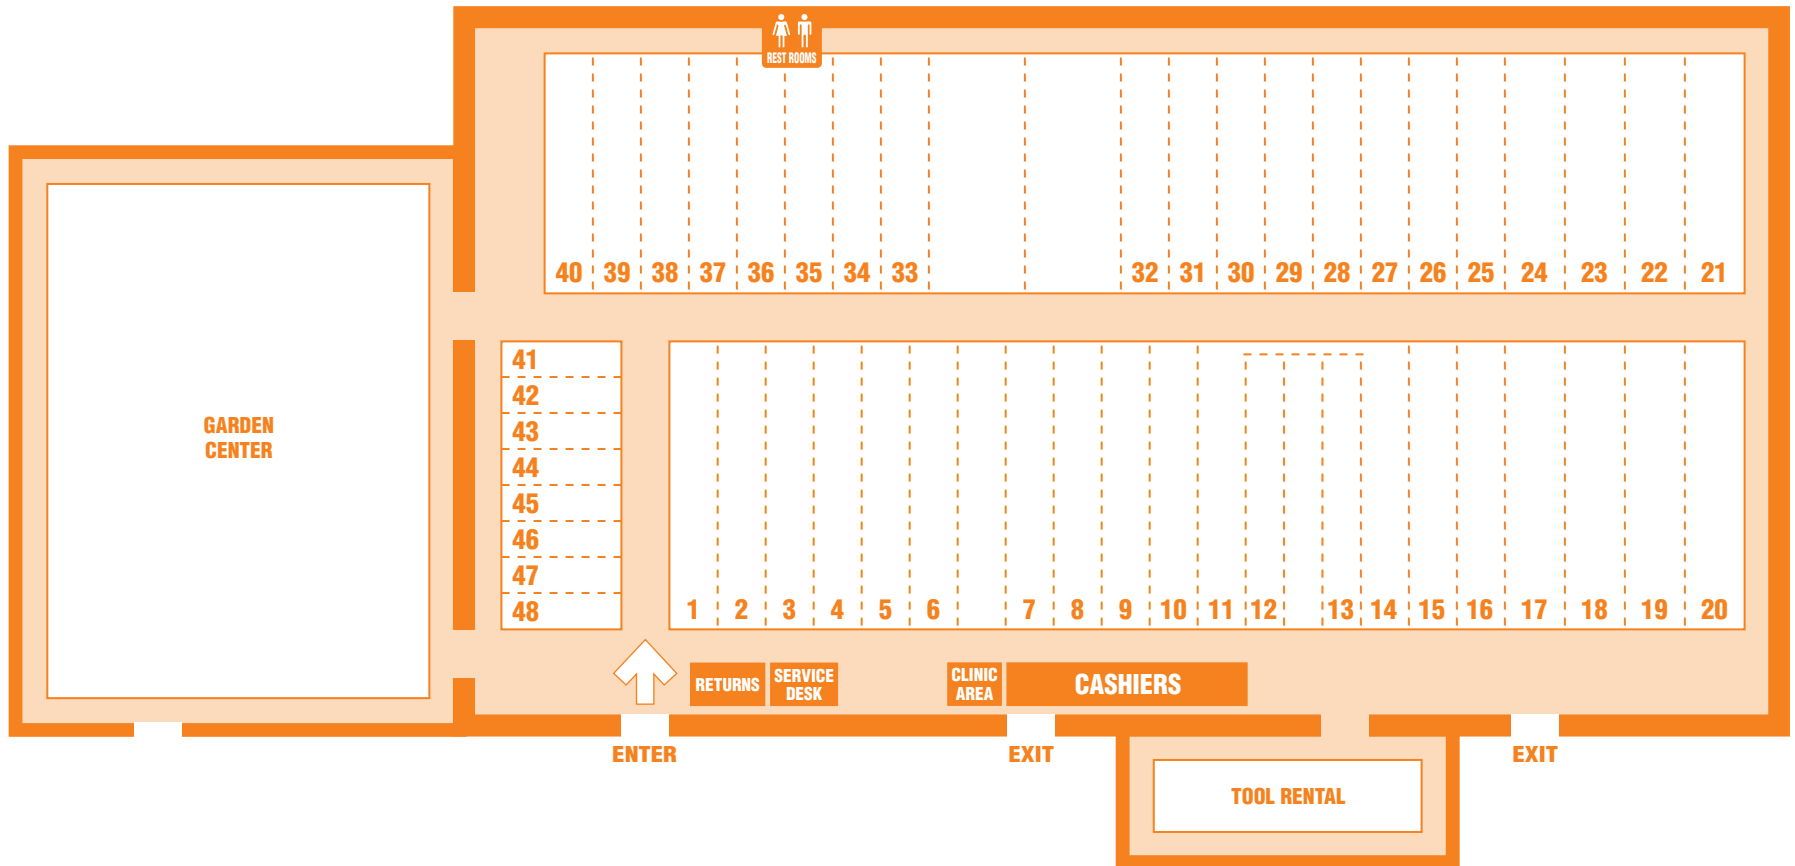 REST ROOMS
40 39 38 37 36 35 34 33 32 31 30 29 28 27 26 25 24 23 22 21
41
42
43
44
45
46
47
48
GARDEN
CENTER
1 2 3 4 5 6 7 8 9 10 11 12 13 14 15 16 17 18 19 20
RETURNS
SERVICE
DESK
CLINIC
AREA
CASHIERS
ENTER
EXIT
EXIT
TOOL RENTAL